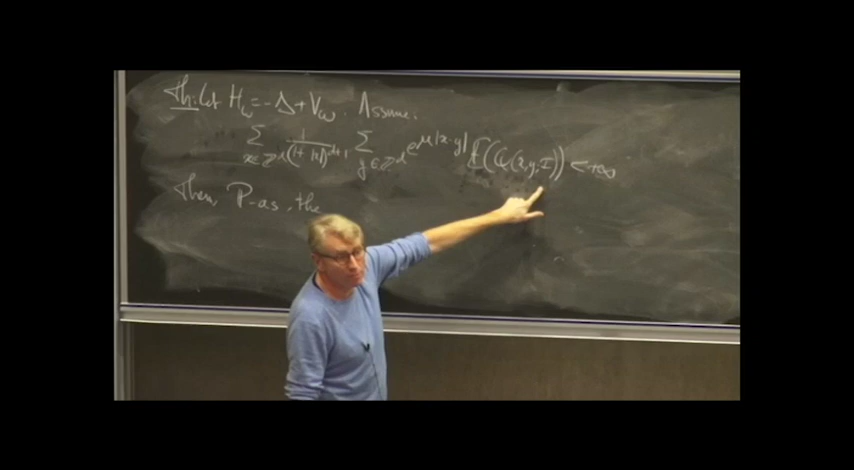 Th: Let H_ω = -Δ + V_ω. Assume:
∑_{x∈ℤ^d} 1/(1+|x|)^{d+1} ∑_{y∈ℤ^d} e^{μ|x-y|} 𝔼(Q(x,y,I)) < +∞
Then, ℙ-as, the